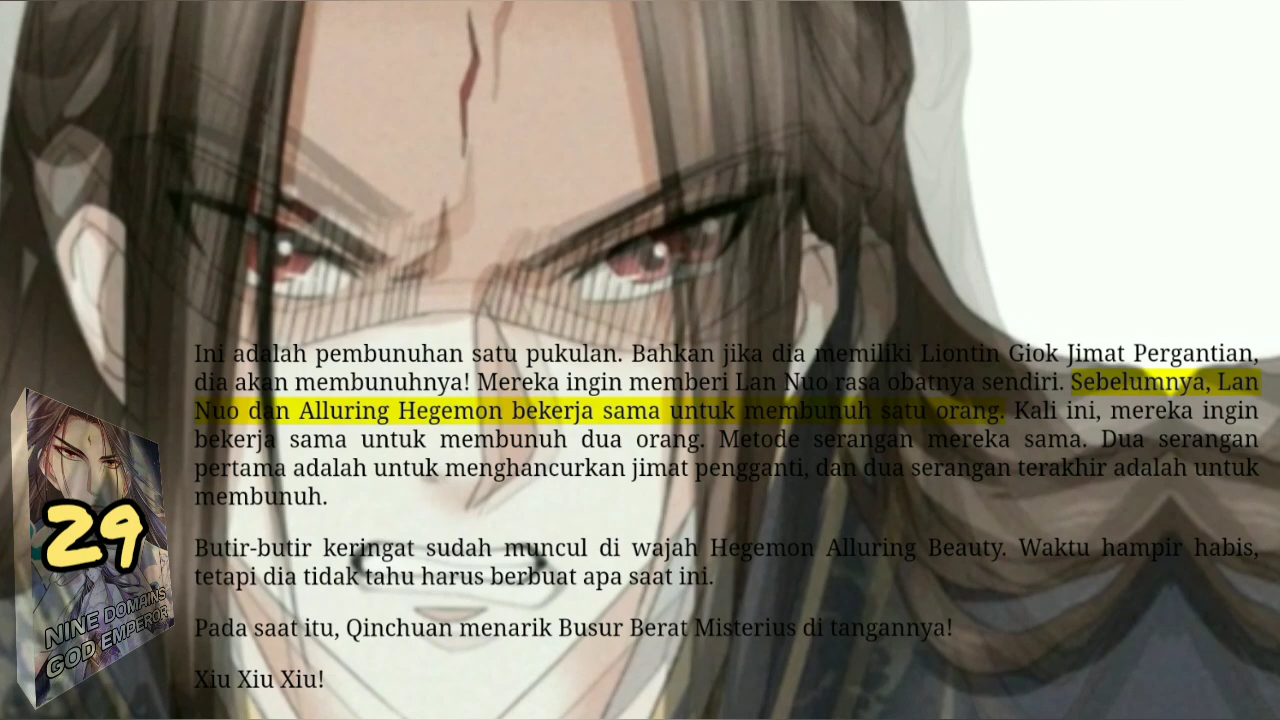 Ini adalah pembunuhan satu pukulan. Bahkan jika dia memiliki Liontin Giok Jimat Pergantian,
dia akan membunuhnya! Mereka ingin memberi Lan Nuo rasa obatnya sendiri. Sebelumnya, Lan
Nuo dan Alluring Hegemon bekerja sama untuk membunuh satu orang. Kali ini, mereka ingin
bekerja sama untuk membunuh dua orang. Metode serangan mereka sama. Dua serangan
pertama adalah untuk menghancurkan jimat pengganti, dan dua serangan terakhir adalah untuk
membunuh.
Butir-butir keringat sudah muncul di wajah Hegemon Alluring Beauty. Waktu hampir habis,
tetapi dia tidak tahu harus berbuat apa saat ini.
Pada saat itu, Qinchuan menarik Busur Berat Misterius di tangannya!
Xiu Xiu Xiu!
29
NINE DOMAINS
GOD EMPEROR